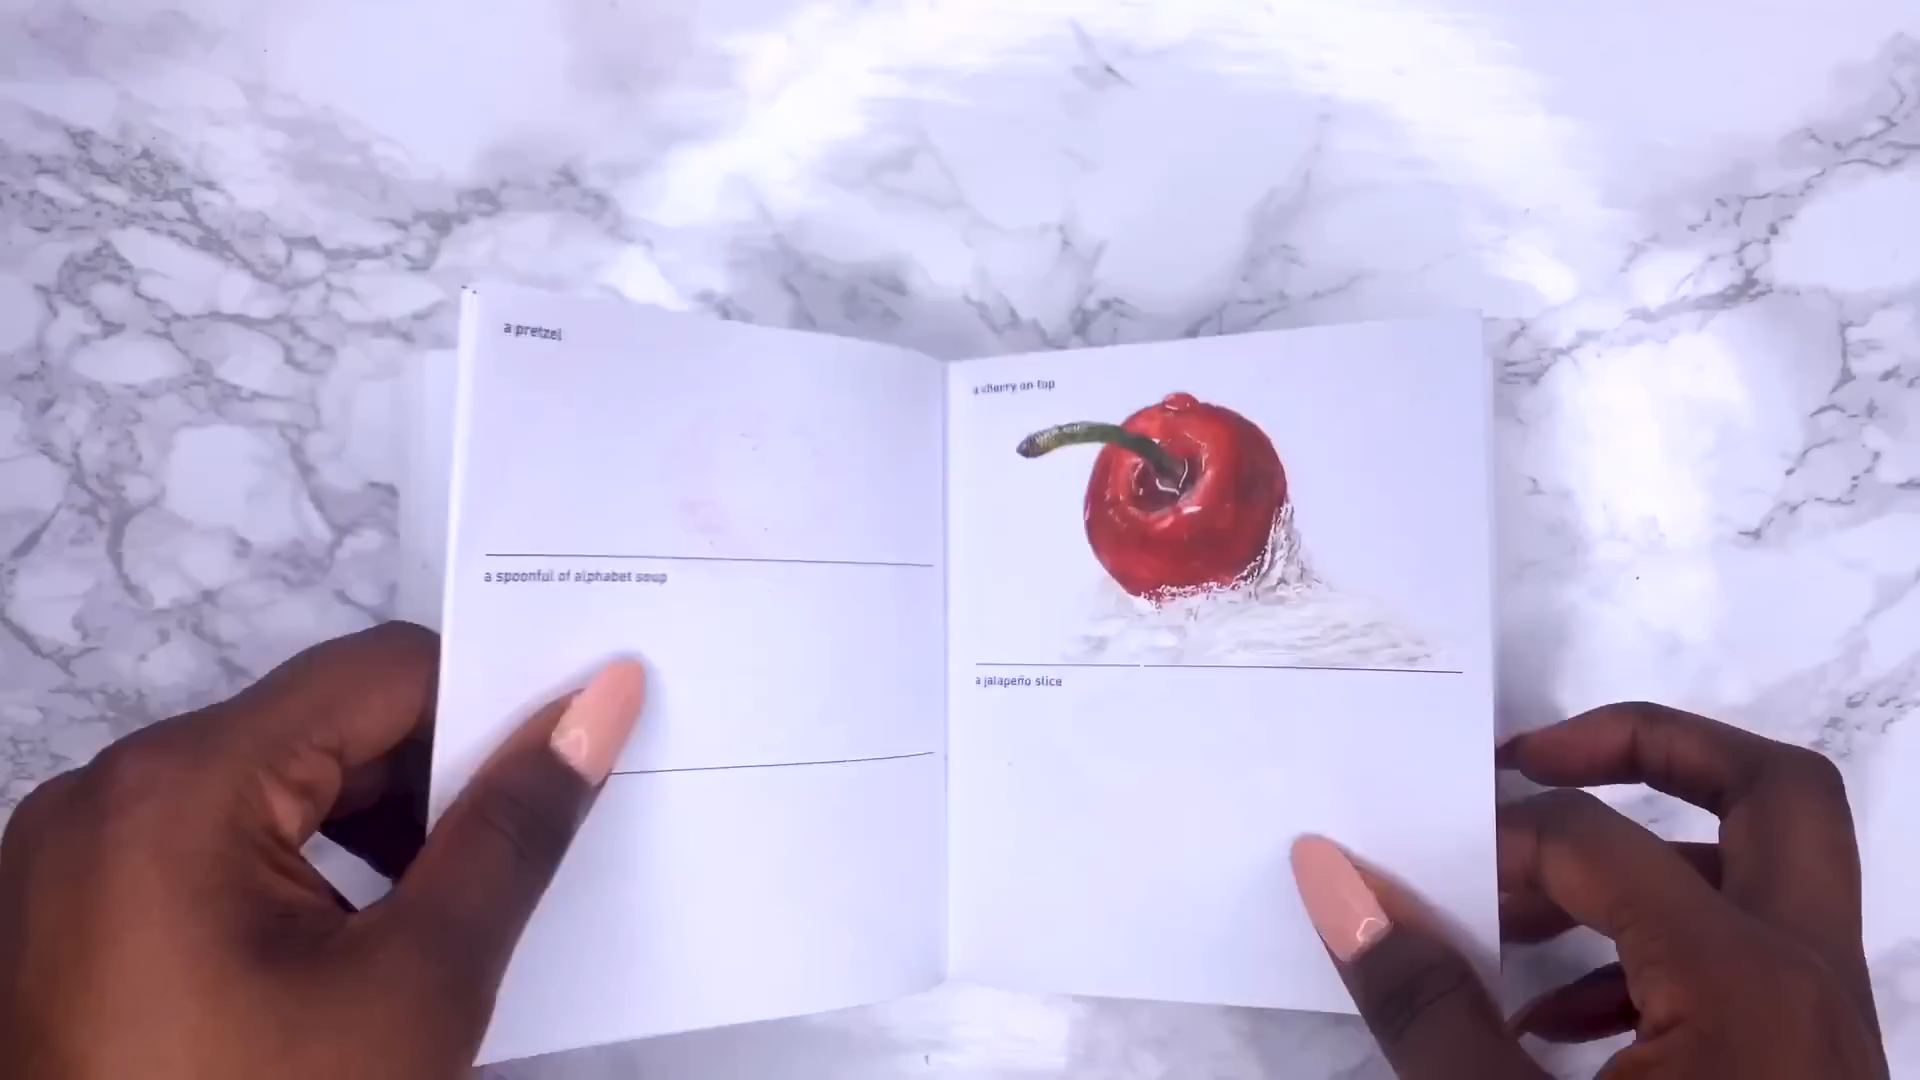 a pretzel
a spoonful of alphabet soup
a cherry on top
a jalapeño slice